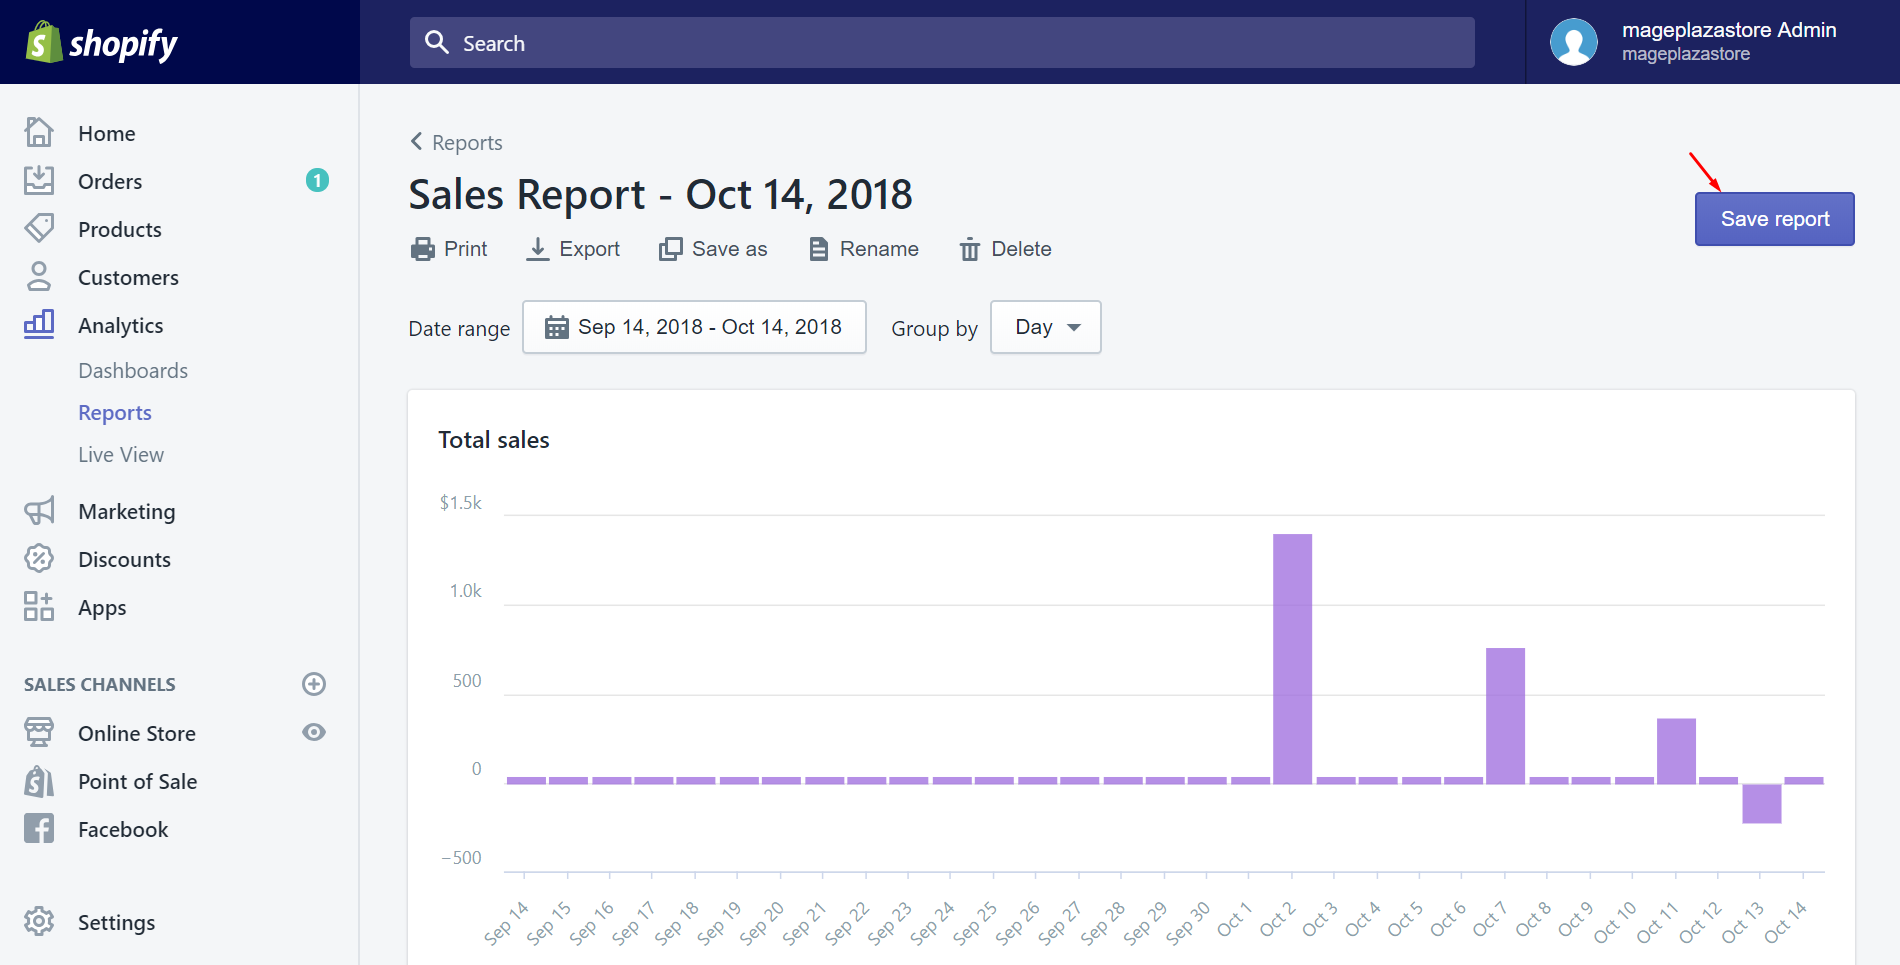 shopify
Search
mageplazastore Admin
mageplazastore
Home
Orders
1
Products
Customers
Analytics
Dashboards
Reports
Live View
Marketing
Discounts
Apps
SALES CHANNELS
Online Store
Point of Sale
Facebook
Settings
Reports
Sales Report - Oct 14, 2018
Save report
Print Export Save as Rename Delete
Date range Sep 14, 2018 - Oct 14, 2018 Group by Day
Total sales
$1.5k
1.0k
500
0
−500
Sep 14 Sep 15 Sep 16 Sep 17 Sep 18 Sep 19 Sep 20 Sep 21 Sep 22 Sep 23 Sep 24 Sep 25 Sep 26 Sep 27 Sep 28 Sep 29 Sep 30 Oct 1 Oct 2 Oct 3 Oct 4 Oct 5 Oct 6 Oct 7 Oct 8 Oct 9 Oct 10 Oct 11 Oct 12 Oct 13 Oct 14